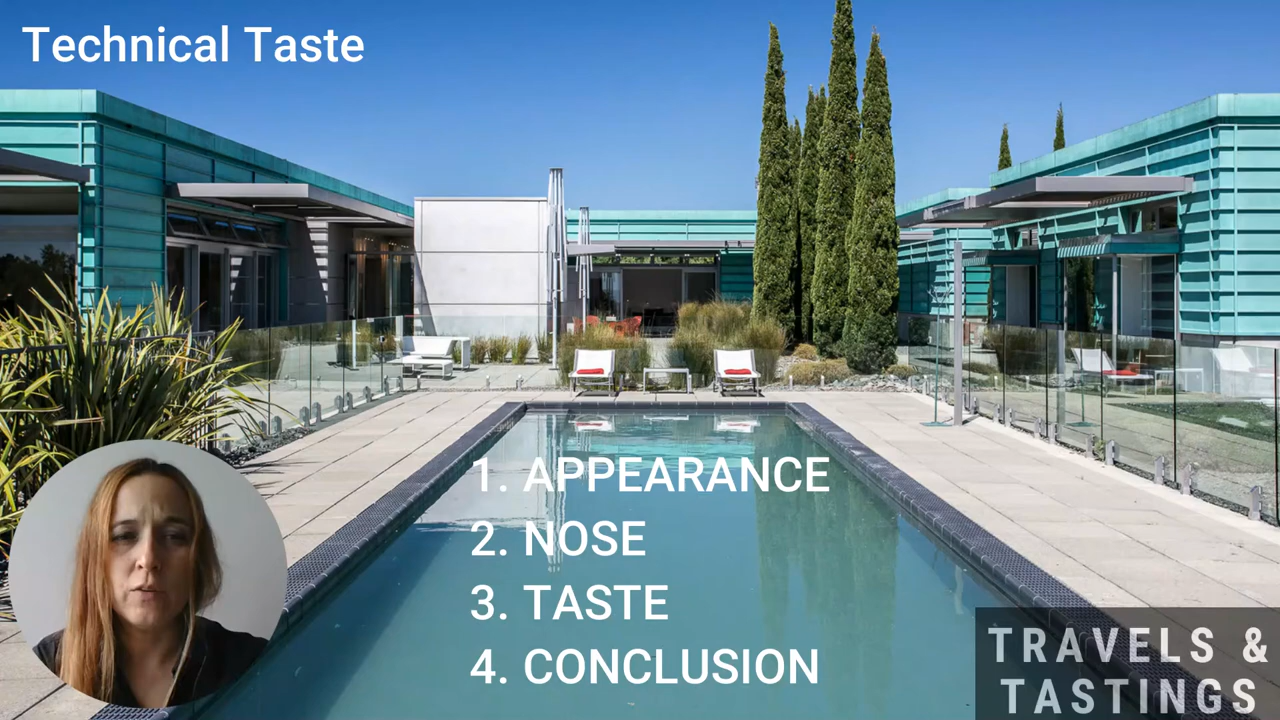 Technical Taste
1. APPEARANCE
2. NOSE
3. TASTE
4. CONCLUSION
TRAVELS &
TASTINGS